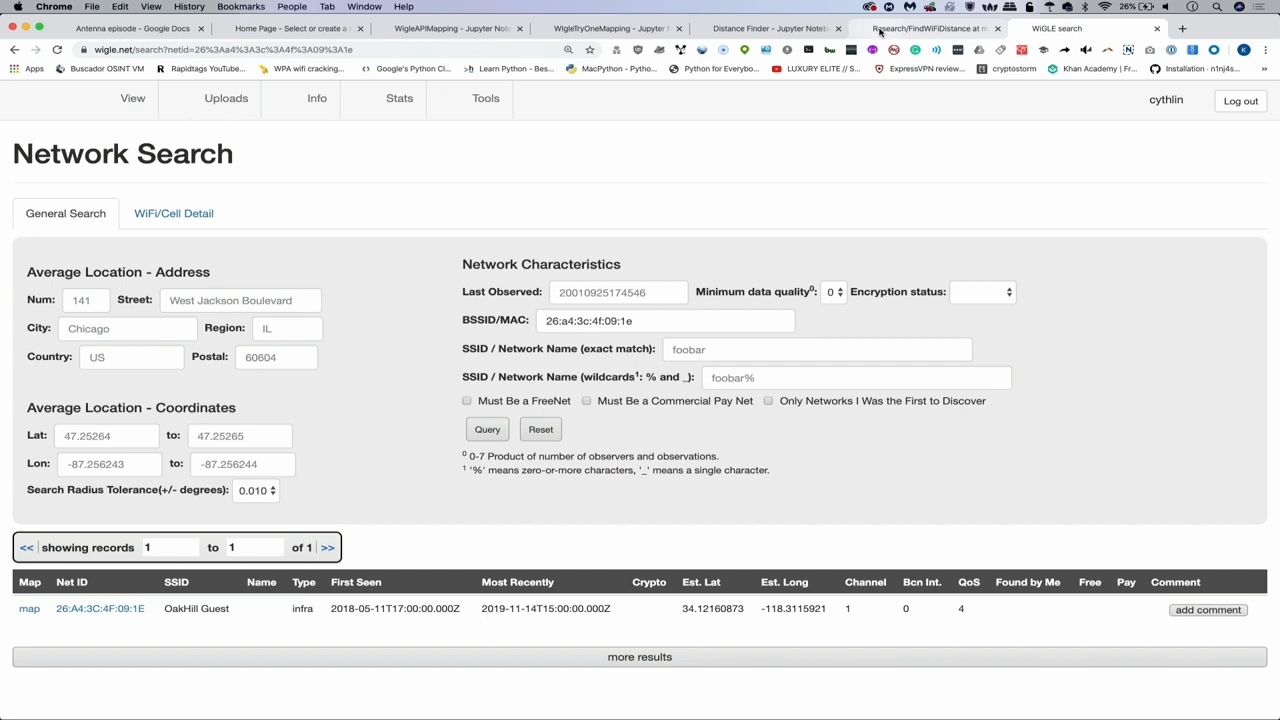 Chrome File Edit View History Bookmarks People Tab Window Help 26%
Antenna episode - Google Docs Home Page - Select or create a WigleAPIMapping - Jupyter Note WigleTryOneMapping - Jupyter Distance Finder - Jupyter Noteb Research/FindWiFiDistance at m WiGLE search
wigle.net/search?netid=26%3Aa4%3A3c%3A4f%3A09%3A1e
Apps Buscador OSINT VM RapidTags - YouTub... WPA wifi cracking... Google's Python Cl... Learn Python - Bes... MacPython - Pytho... Python for Everybo... LUXURY ELITE // S... ExpressVPN review... cryptostorm Khan Academy | Fr... Installation · n1nj4s... »
View Uploads Info Stats Tools cythlin Log out
Network Search
General Search WiFi/Cell Detail
Average Location - Address
Num: 141 Street: West Jackson Boulevard
City: Chicago Region: IL
Country: US Postal: 60604
Average Location - Coordinates
Lat: 47.25264 to: 47.25265
Lon: -87.256243 to: -87.256244
Search Radius Tolerance(+/- degrees): 0.010
Network Characteristics
Last Observed: 20010925174546 Minimum data quality0: 0 Encryption status:
BSSID/MAC: 26:a4:3c:4f:09:1e
SSID / Network Name (exact match): foobar
SSID / Network Name (wildcards1: % and _): foobar%
Must Be a FreeNet Must Be a Commercial Pay Net Only Networks I Was the First to Discover
Query Reset
0 0-7 Product of number of observers and observations.
1 '%' means zero-or-more characters, '_' means a single character.
<< showing records 1 to 1 of 1 >>
Map Net ID SSID Name Type First Seen Most Recently Crypto Est. Lat Est. Long Channel Bcn Int. QoS Found by Me Free Pay Comment
map 26:A4:3C:4F:09:1E OakHill Guest infra 2018-05-11T17:00:00.000Z 2019-11-14T15:00:00.000Z 34.12160873 -118.3115921 1 0 4 add comment
more results